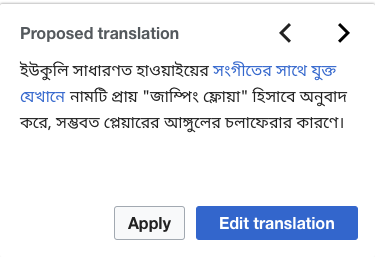 Proposed translation
ইউকুলি সাধারণত হাওয়াইয়ের সংগীতের সাথে যুক্ত
যেখানে নামটি প্রায় "জাম্পিং ফ্লোয়া" হিসাবে অনুবাদ
করে, সম্ভবত প্লেয়ারের আঙ্গুলের চলাফেরার কারণে।
Apply
Edit translation